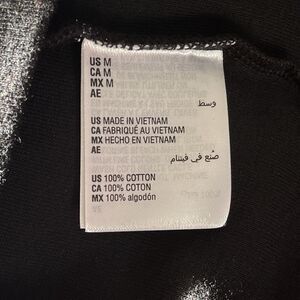 US M
CA M
MX M
AE
وسط
US MADE IN VIETNAM
CA FABRIQUÉ AU VIETNAM
MX HECHO EN VIETNAM
AE
صُنع في فيتنام
US 100% COTTON
CA 100% COTON
MX 100% algodón